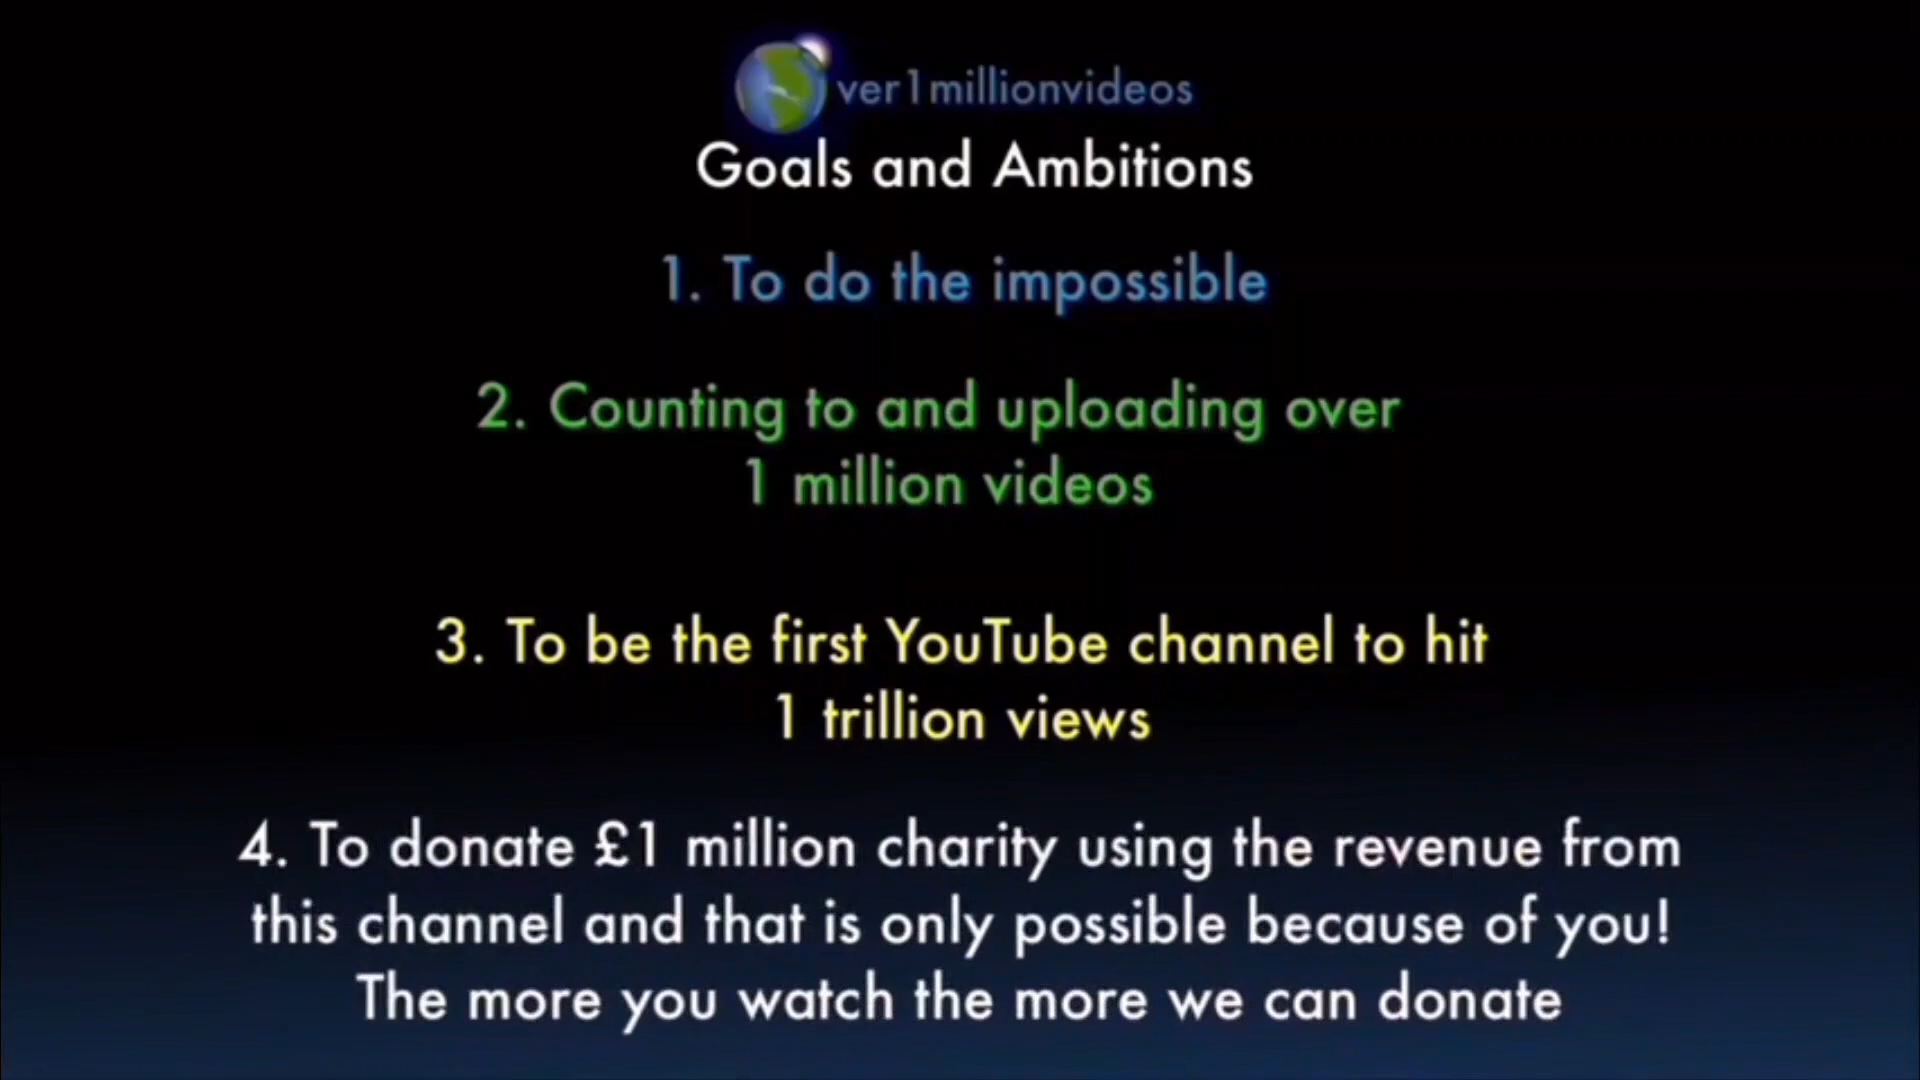 ver1millionvideos
Goals and Ambitions
1. To do the impossible
2. Counting to and uploading over
1 million videos
3. To be the first YouTube channel to hit
1 trillion views
4. To donate £1 million charity using the revenue from
this channel and that is only possible because of you!
The more you watch the more we can donate